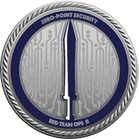 ZERO-POINT SECURITY
RED TEAM OPS II